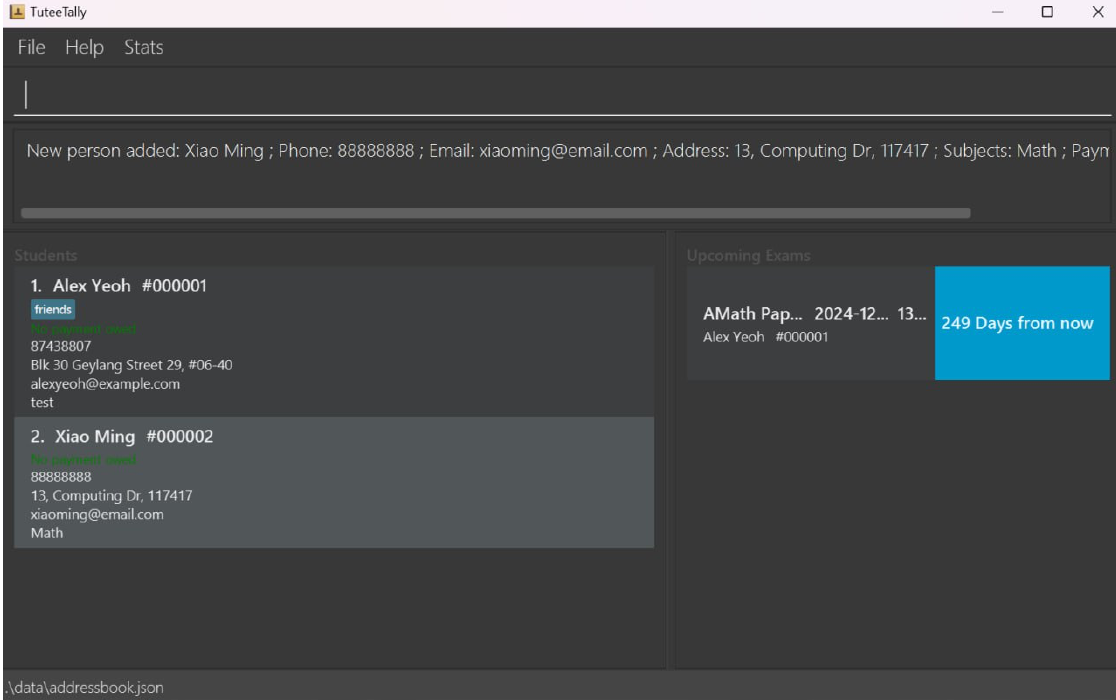 TuteeTally
File Help Stats
New person added: Xiao Ming ; Phone: 88888888 ; Email: xiaoming@email.com ; Address: 13, Computing Dr, 117417 ; Subjects: Math ; Paym
Students
1. Alex Yeoh #000001
friends
No payment owed
87438807
Blk 30 Geylang Street 29, #06-40
alexyeoh@example.com
test
2. Xiao Ming #000002
No payment owed
88888888
13, Computing Dr, 117417
xiaoming@email.com
Math
Upcoming Exams
AMath Pap... 2024-12... 13...
Alex Yeoh #000001
249 Days from now
.\data\addressbook.json